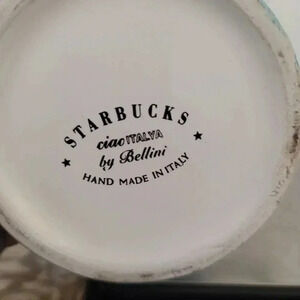 STARBUCKS
ciao ITALYA
by Bellini
HAND MADE IN ITALY